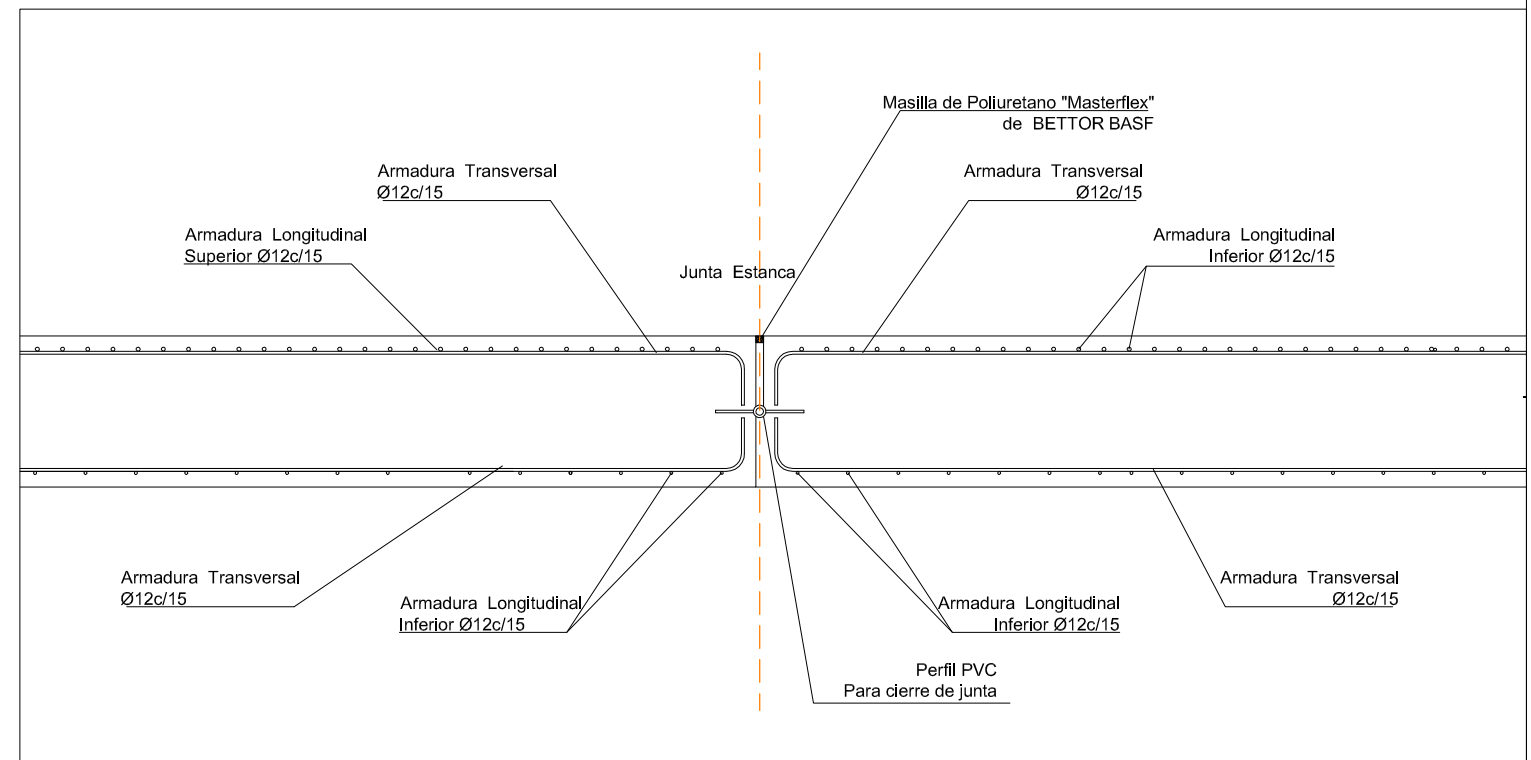 Masilla de Poliuretano "Masterflex"
de BETTOR BASF
Armadura Transversal
Ø12c/15
Armadura Transversal
Ø12c/15
Armadura Longitudinal
Superior Ø12c/15
Armadura Longitudinal
Inferior Ø12c/15
Junta Estanca
Armadura Transversal
Ø12c/15
Armadura Longitudinal
Inferior Ø12c/15
Armadura Longitudinal
Inferior Ø12c/15
Armadura Transversal
Ø12c/15
Perfil PVC
Para cierre de junta